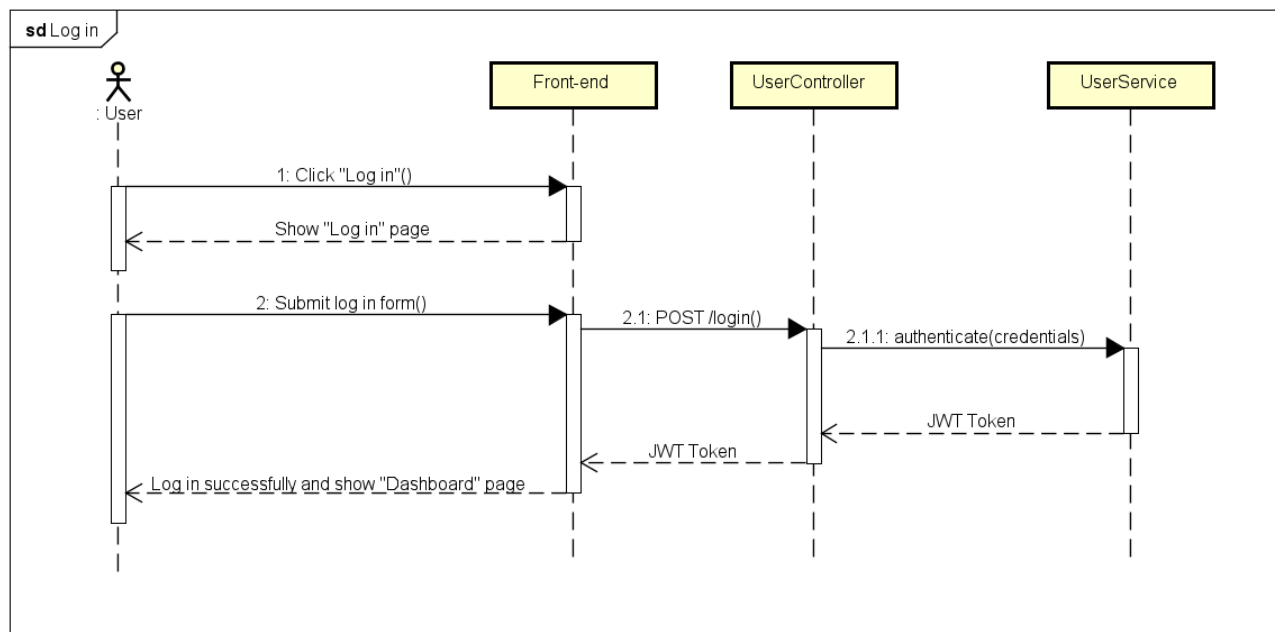 sd Log in
: User
Front-end
UserController
UserService
1: Click "Log in"()
Show "Log in" page
2: Submit log in form()
2.1: POST /login()
2.1.1: authenticate(credentials)
JWT Token
JWT Token
Log in successfully and show "Dashboard" page